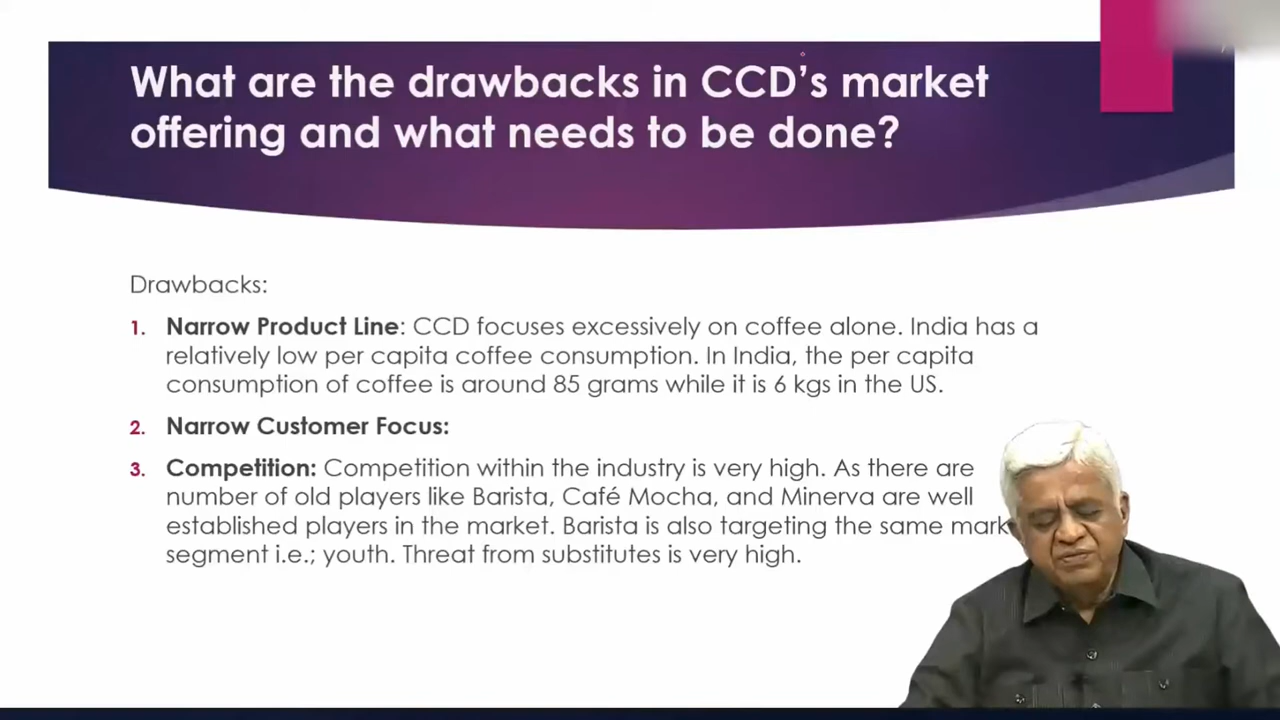 What are the drawbacks in CCD's market
offering and what needs to be done?
Drawbacks:
1. Narrow Product Line: CCD focuses excessively on coffee alone. India has a
relatively low per capita coffee consumption. In India, the per capita
consumption of coffee is around 85 grams while it is 6 kgs in the US.
2. Narrow Customer Focus:
3. Competition: Competition within the industry is very high. As there are
number of old players like Barista, Café Mocha, and Minerva are well
established players in the market. Barista is also targeting the same
segment i.e.; youth. Threat from substitutes is very high.